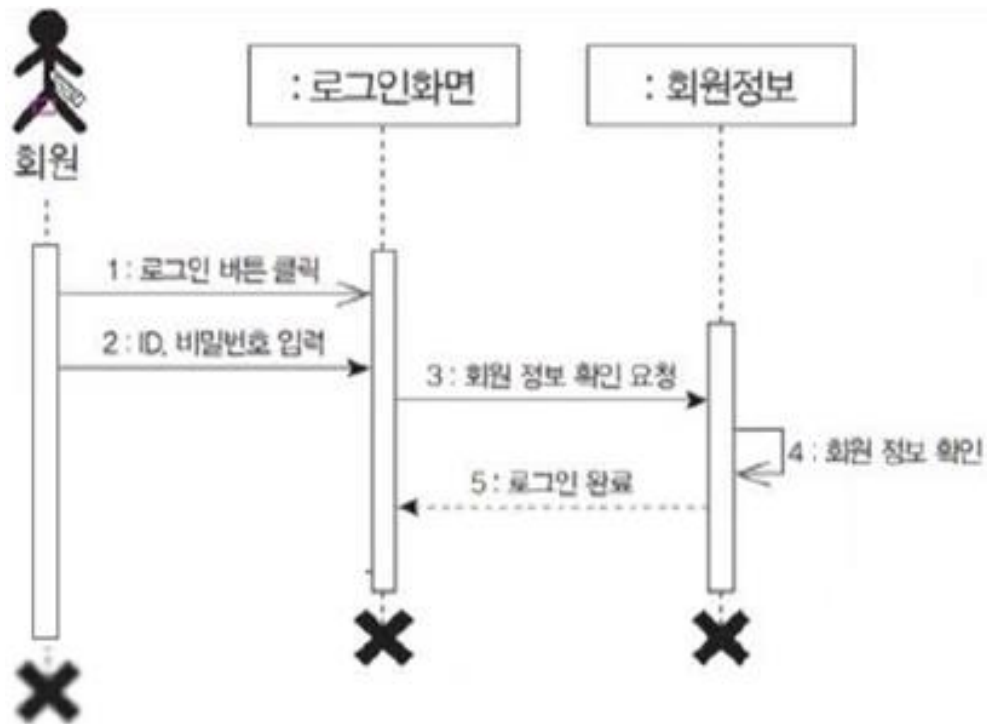 : 로그인화면
: 회원정보
회원
1 : 로그인 버튼 클릭
2 : ID, 비밀번호 입력
3 : 회원 정보 확인 요청
4 : 회원 정보 확인
5 : 로그인 완료